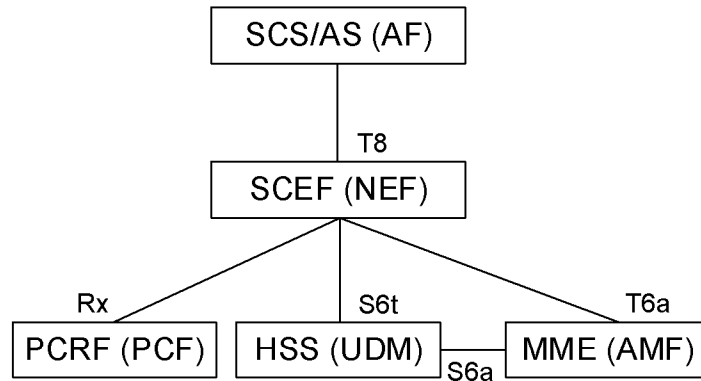 SCS/AS (AF)
T8
SCEF (NEF)
Rx
S6t
T6a
PCRF (PCF)
HSS (UDM)
MME (AMF)
S6a